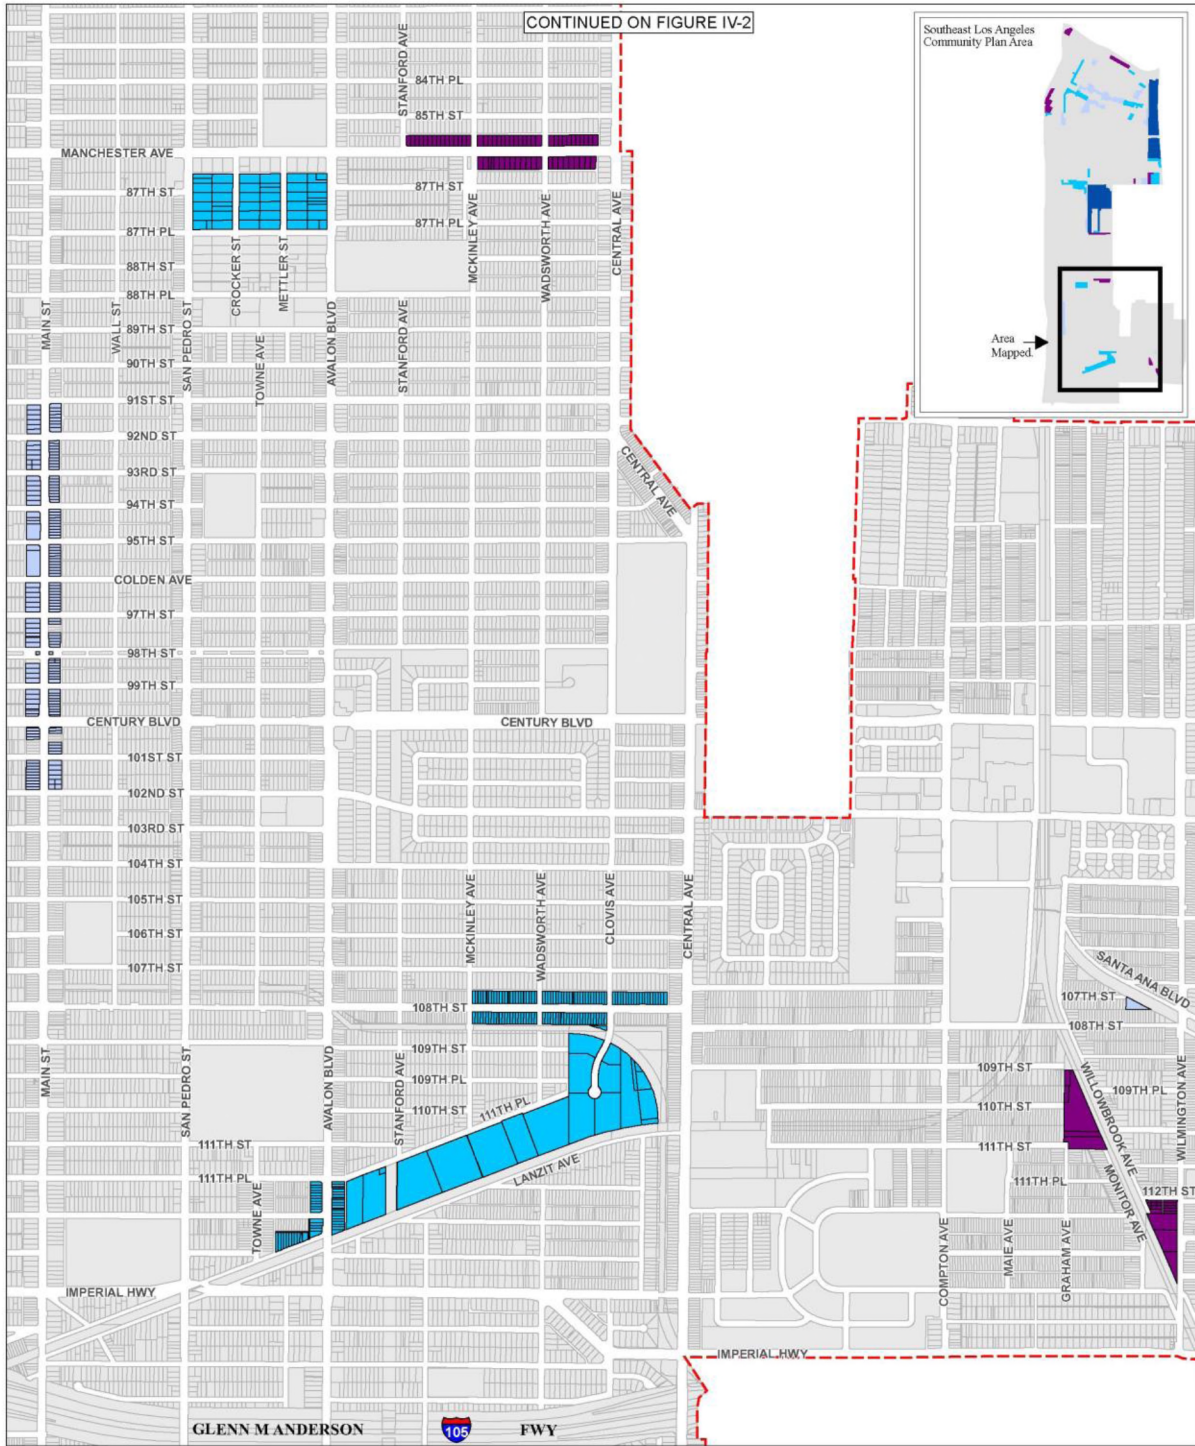 CONTINUED ON FIGURE IV-2
Southeast Los Angeles
Community Plan Area
Area
Mapped.
STANFORD AVE
84TH PL
85TH ST
MANCHESTER AVE
87TH ST
87TH ST
87TH PL
87TH PL
MCKINLEY AVE
WADSWORTH AVE
CENTRAL AVE
CROCKER ST
METTLER ST
88TH ST
88TH PL
MAIN ST
WALL ST
SAN PEDRO ST
89TH ST
TOWNE AVE
AVALON BLVD
STANFORD AVE
90TH ST
91ST ST
92ND ST
CENTRAL AVE
93RD ST
94TH ST
95TH ST
COLDEN AVE
97TH ST
98TH ST
99TH ST
CENTURY BLVD
CENTURY BLVD
101ST ST
102ND ST
103RD ST
104TH ST
105TH ST
MCKINLEY AVE
WADSWORTH AVE
CLOVIS AVE
CENTRAL AVE
106TH ST
107TH ST
SANTA ANA BLVD
107TH ST
108TH ST
108TH ST
MAIN ST
SAN PEDRO ST
AVALON BLVD
STANFORD AVE
109TH ST
109TH ST
109TH PL
109TH PL
110TH ST
110TH ST
111TH PL
WILLOWBROOK AVE
WILMINGTON AVE
111TH ST
111TH ST
LANZIT AVE
111TH PL
111TH PL
MONITOR AVE
112TH ST
TOWNE AVE
COMPTON AVE
MAIE AVE
GRAHAM AVE
IMPERIAL HWY
IMPERIAL HWY
GLENN M ANDERSON
105
FWY